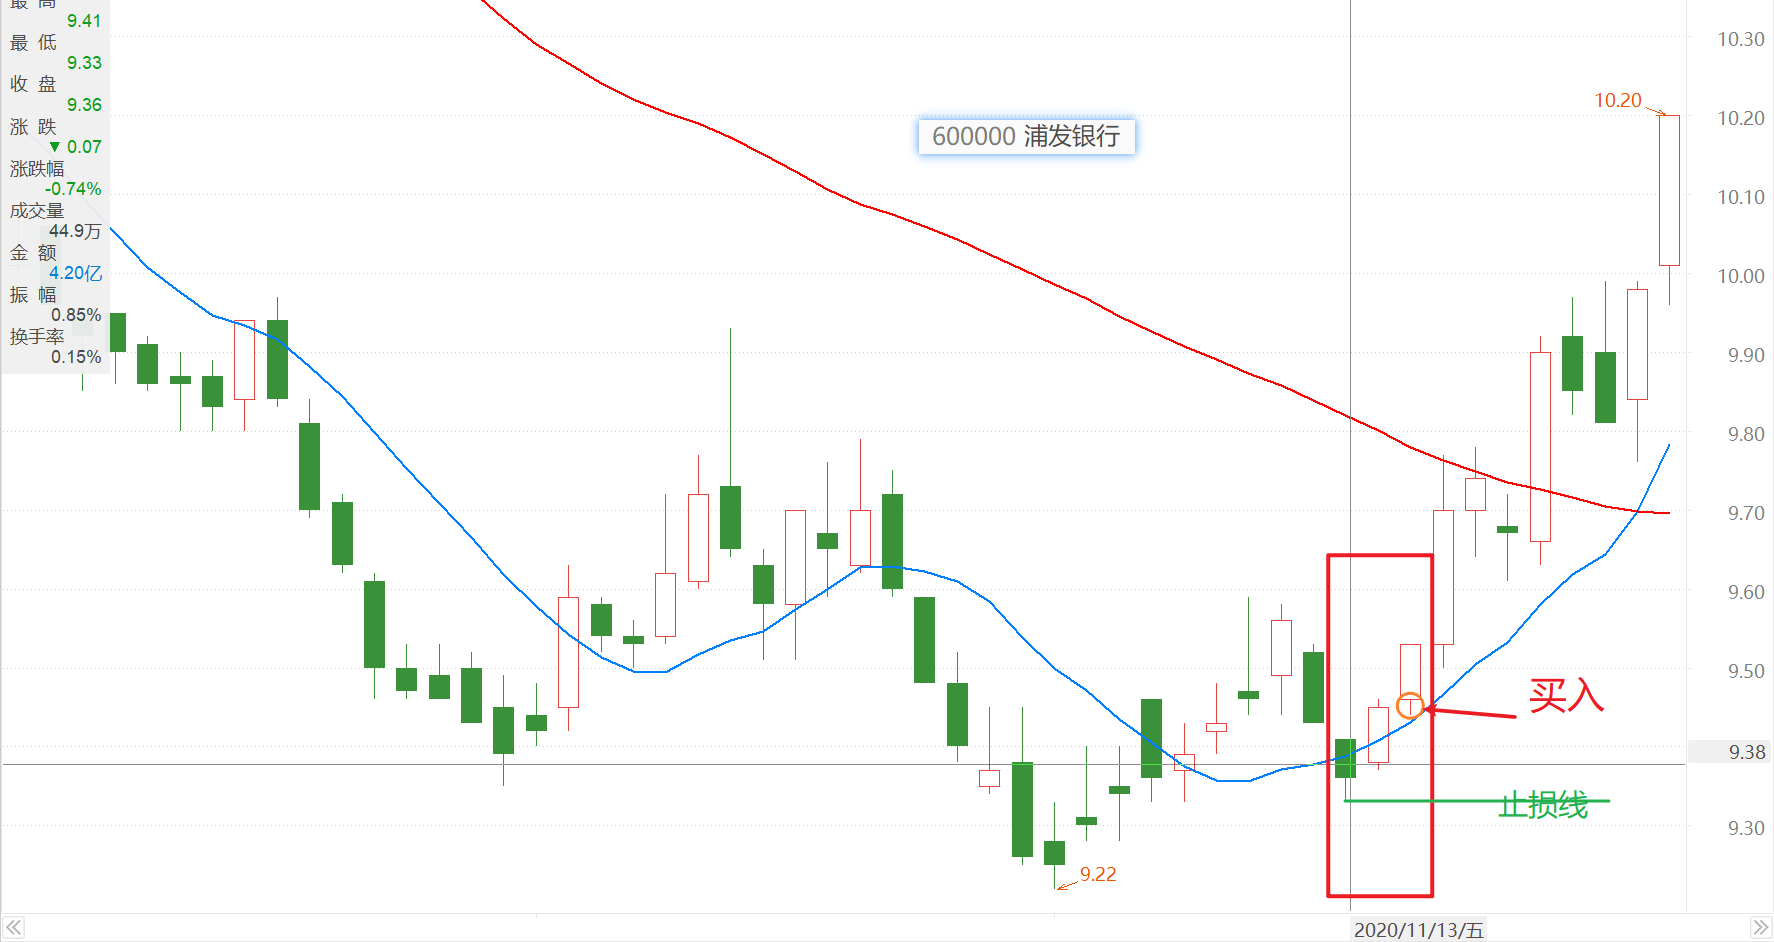 最 高
9.41
最 低
9.33
收 盘
9.36
涨 跌
▼ 0.07
涨跌幅
-0.74%
成交量
44.9万
金 额
4.20亿
振 幅
0.85%
换手率
0.15%
600000 浦发银行
10.20
9.22
买入
止损线
10.30
10.20
10.10
10.00
9.90
9.80
9.70
9.60
9.50
9.38
9.30
2020/11/13/五